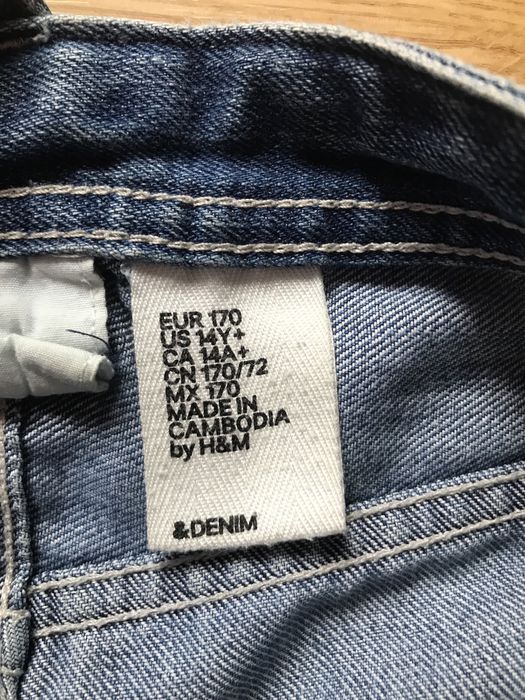 EUR 170
US 14Y+
CA 14A+
CN 170/72
MX 170
MADE IN
CAMBODIA
by H&M
&DENIM